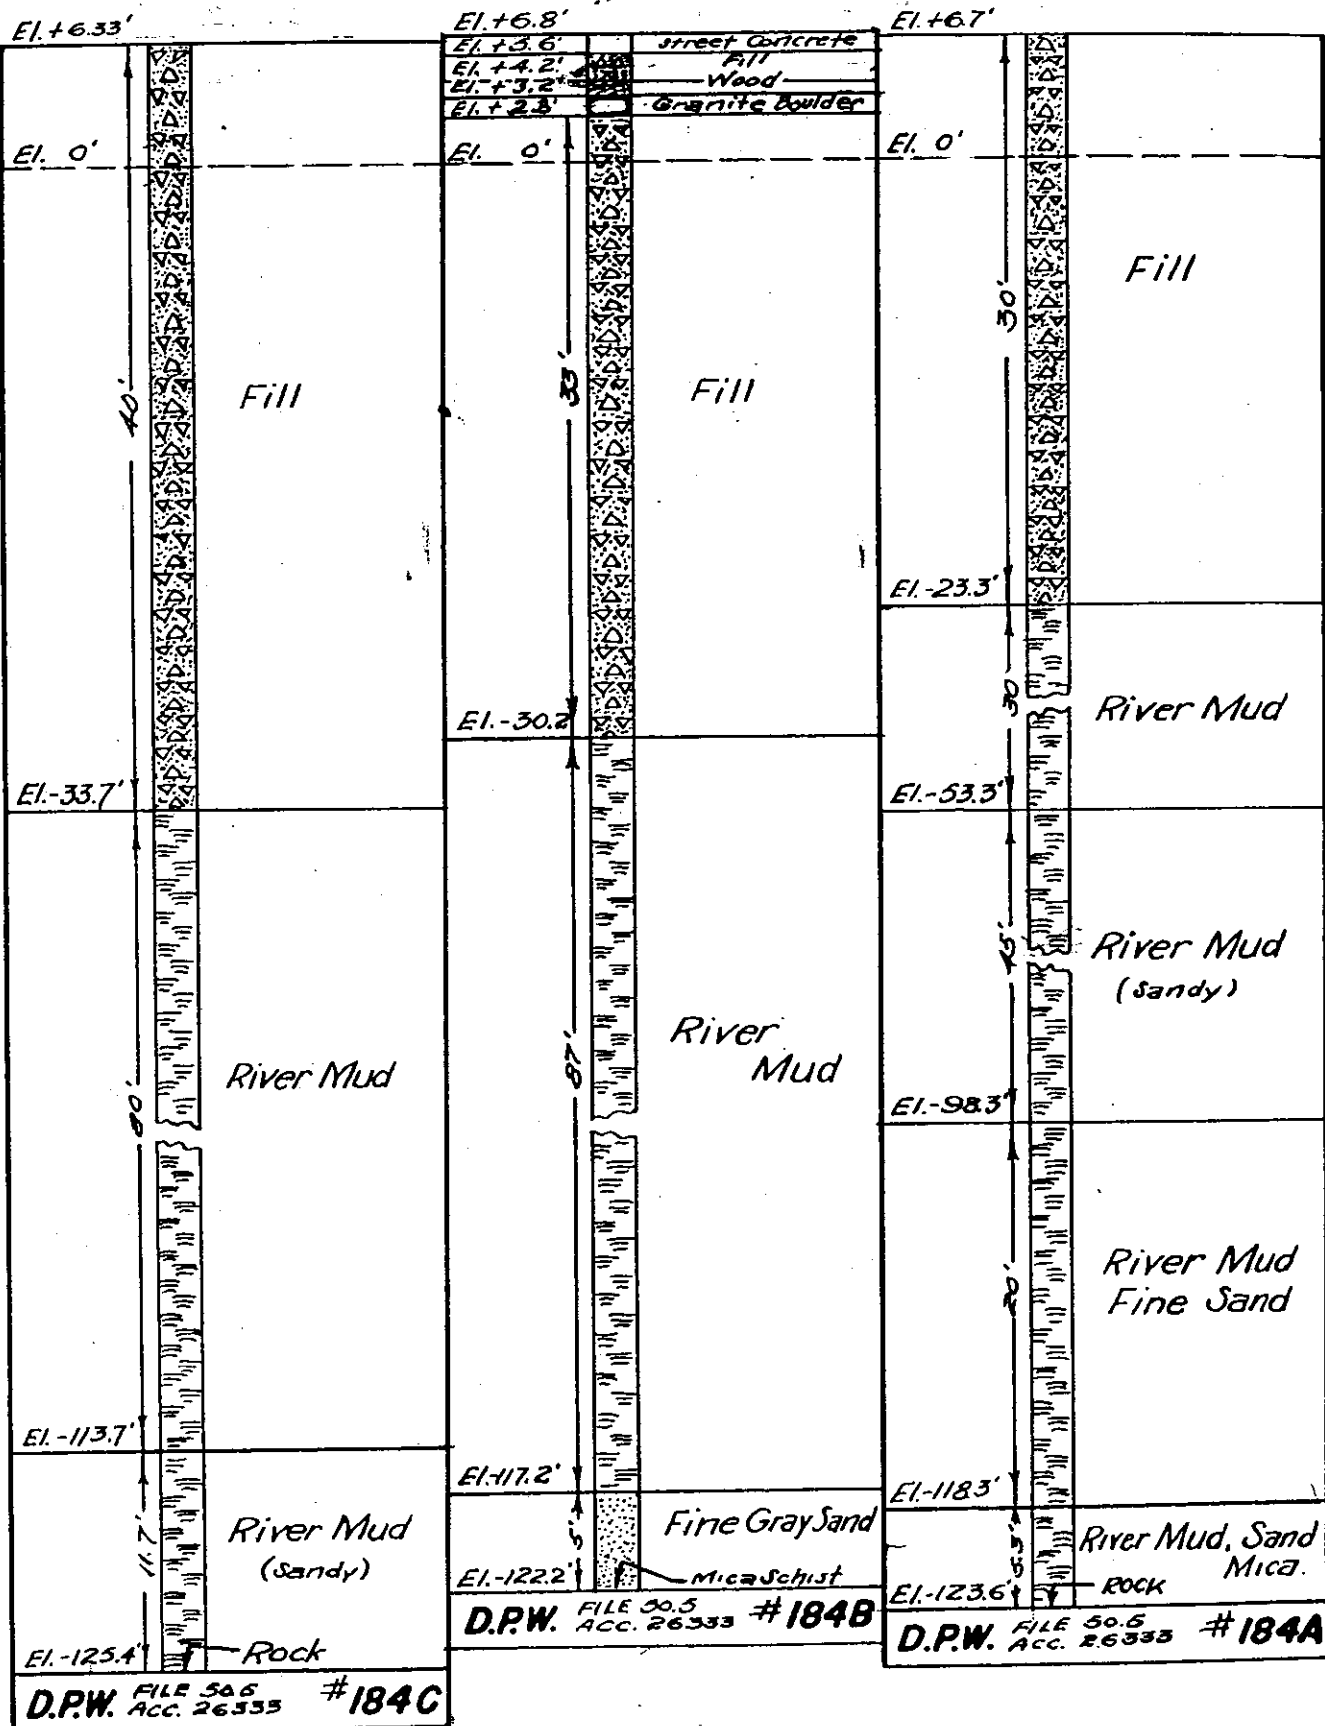 El. +6.33'
40'
El. 0'
Fill
El. -33.7'
80'
River Mud
El. -113.7'
11.7'
River Mud
(Sandy)
El. -125.4'
Rock
D.P.W. FILE 50.5
ACC. 26333
#184C
El. +6.8'
Street Concrete
El. +5.6'
Fill
El. +4.2'
Wood
El. +3.2'
Granite Boulder
El. +2.8'
El. 0'
33'
Fill
El. -30.2'
87'
River
Mud
El. -117.2'
5'
Fine Gray Sand
El. -122.2'
Mica Schist
D.P.W. FILE 50.5
ACC. 26333
#184B
El. +6.7'
El. 0'
30'
Fill
El. -23.3'
30'
River Mud
El. -53.3'
45'
River Mud
(Sandy)
El. -98.3'
20'
River Mud
Fine Sand
El. -118.3'
5.3'
River Mud, Sand
Mica.
El. -123.6'
ROCK
D.P.W. FILE 50.5
ACC. 26333
#184A